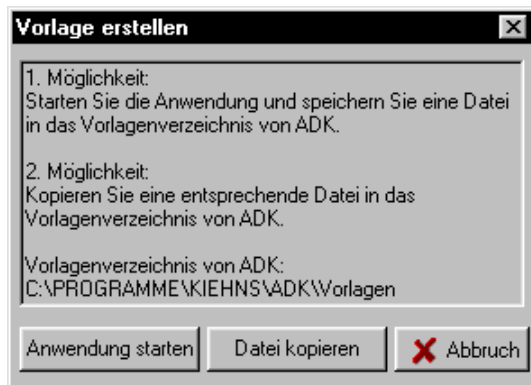 Vorlage erstellen
1. Möglichkeit:
Starten Sie die Anwendung und speichern Sie eine Datei
in das Vorlagenverzeichnis von ADK.
2. Möglichkeit:
Kopieren Sie eine entsprechende Datei in das
Vorlagenverzeichnis von ADK.
Vorlagenverzeichnis von ADK:
C:\PROGRAMME\KIEHNS\ADK\Vorlagen
Anwendung starten
Datei kopieren
Abbruch